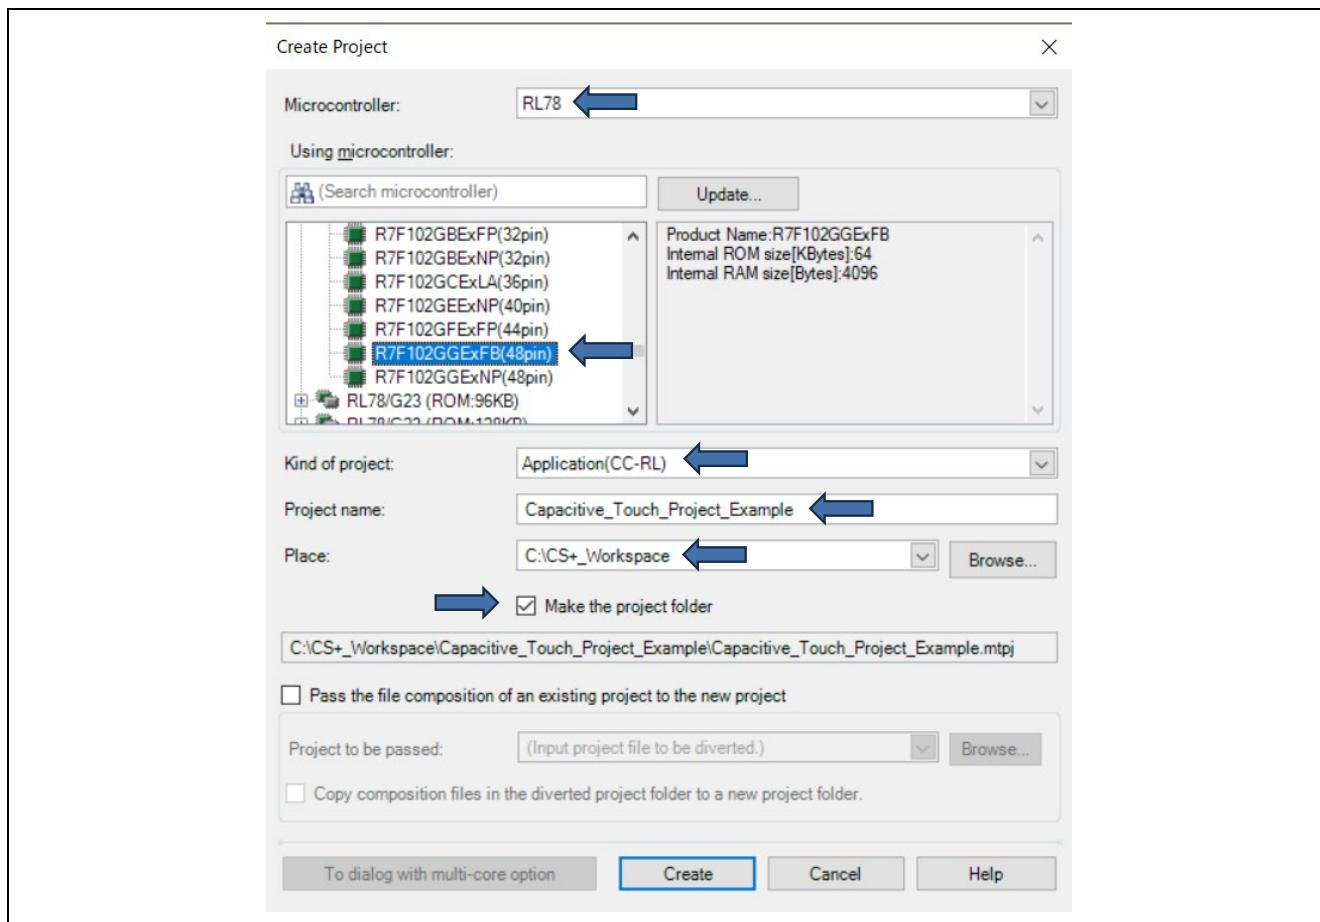 Create Project
Microcontroller:
RL78
Using microcontroller:
(Search microcontroller)
Update...
R7F102GBExFP(32pin)
R7F102GBExNP(32pin)
R7F102GCExLA(36pin)
R7F102GEExNP(40pin)
R7F102GFExFP(44pin)
R7F102GGExFB(48pin)
R7F102GGExNP(48pin)
RL78/G23 (ROM:96KB)
RL78/G23 (ROM:128KB)
Product Name:R7F102GGExFB
Internal ROM size[KBytes]:64
Internal RAM size[Bytes]:4096
Kind of project:
Application(CC-RL)
Project name:
Capacitive_Touch_Project_Example
Place:
C:\CS+_Workspace
Browse...
Make the project folder
C:\CS+_Workspace\Capacitive_Touch_Project_Example\Capacitive_Touch_Project_Example.mtpj
Pass the file composition of an existing project to the new project
Project to be passed:
(Input project file to be diverted.)
Browse...
Copy composition files in the diverted project folder to a new project folder.
To dialog with multi-core option
Create
Cancel
Help